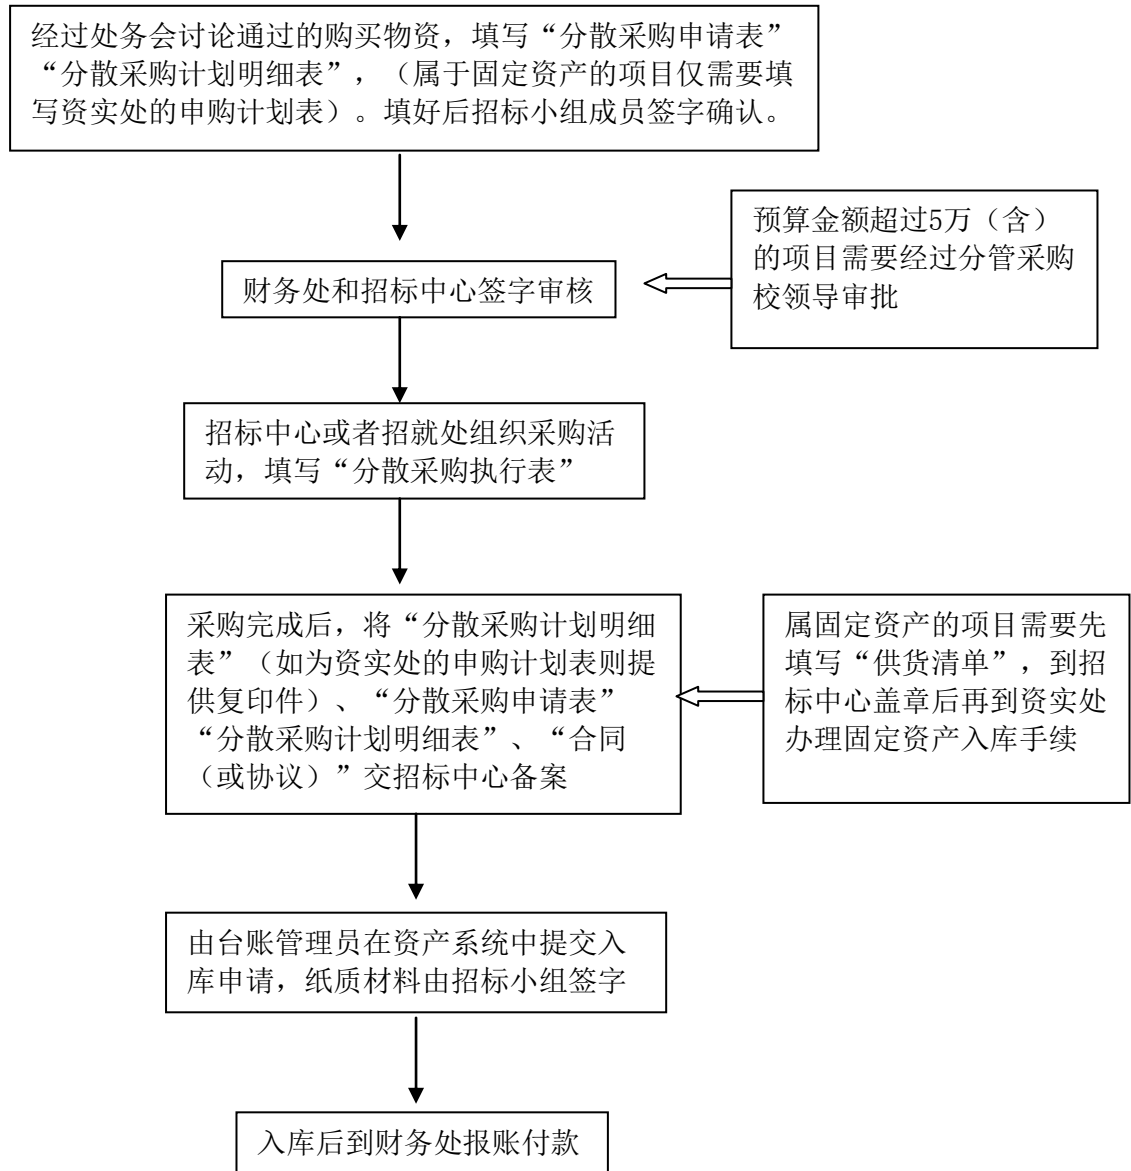 经过处务会讨论通过的购买物资，填写“分散采购申请表”
“分散采购计划明细表”，（属于固定资产的项目仅需要填
写资实处的申购计划表）。填好后招标小组成员签字确认。
预算金额超过5万（含）
的项目需要经过分管采购
校领导审批
财务处和招标中心签字审核
招标中心或者招就处组织采购活
动，填写“分散采购执行表”
采购完成后，将“分散采购计划明细
表”（如为资实处的申购计划表则提
供复印件）、“分散采购申请表”
“分散采购计划明细表”、“合同
（或协议）”交招标中心备案
属固定资产的项目需要先
填写“供货清单”，到招
标中心盖章后再到资实处
办理固定资产入库手续
由台账管理员在资产系统中提交入
库申请，纸质材料由招标小组签字
入库后到财务处报账付款